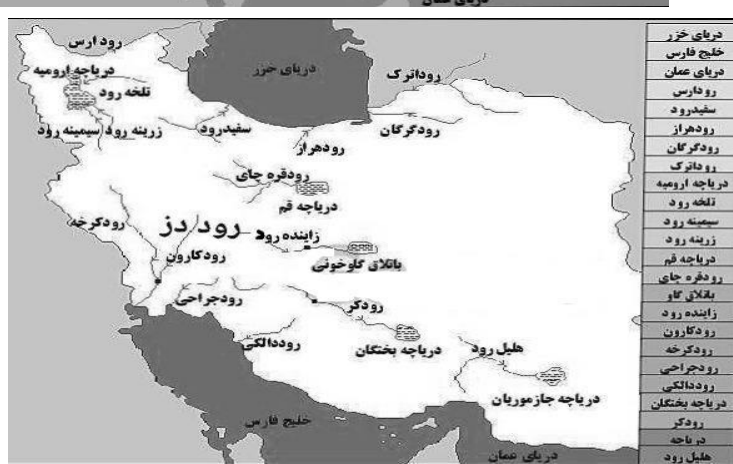 دریای عمان
رود ارس
دریاچه ارومیه
تلخه رود
زرینه رود سیمینه رود
سفیدرود
دریای خزر
روداترک
رودگرگان
رودهراز
رودقره چای
دریاچه قم
رودکرخه
رود دز
زاینده رود
رودکارون
باتلاق گاوخونی
رودجراحی
رودکر
روددالکی
دریاچه بختگان
هلیل رود
دریاچه جازموریان
خلیج فارس
دریای عمان
دریای خزر
خلیج فارس
دریای عمان
رودارس
سفیدرود
رودهراز
رودگرگان
روداترک
دریاچه ارومیه
تلخه رود
سیمینه رود
زرینه رود
دریاچه قم
رودقره چای
باتلاق گاو
زاینده رود
رودکارون
رودکرخه
رودجراحی
روددالکی
دریاچه بختگان
رودکر
دریاچه
هلیل رود